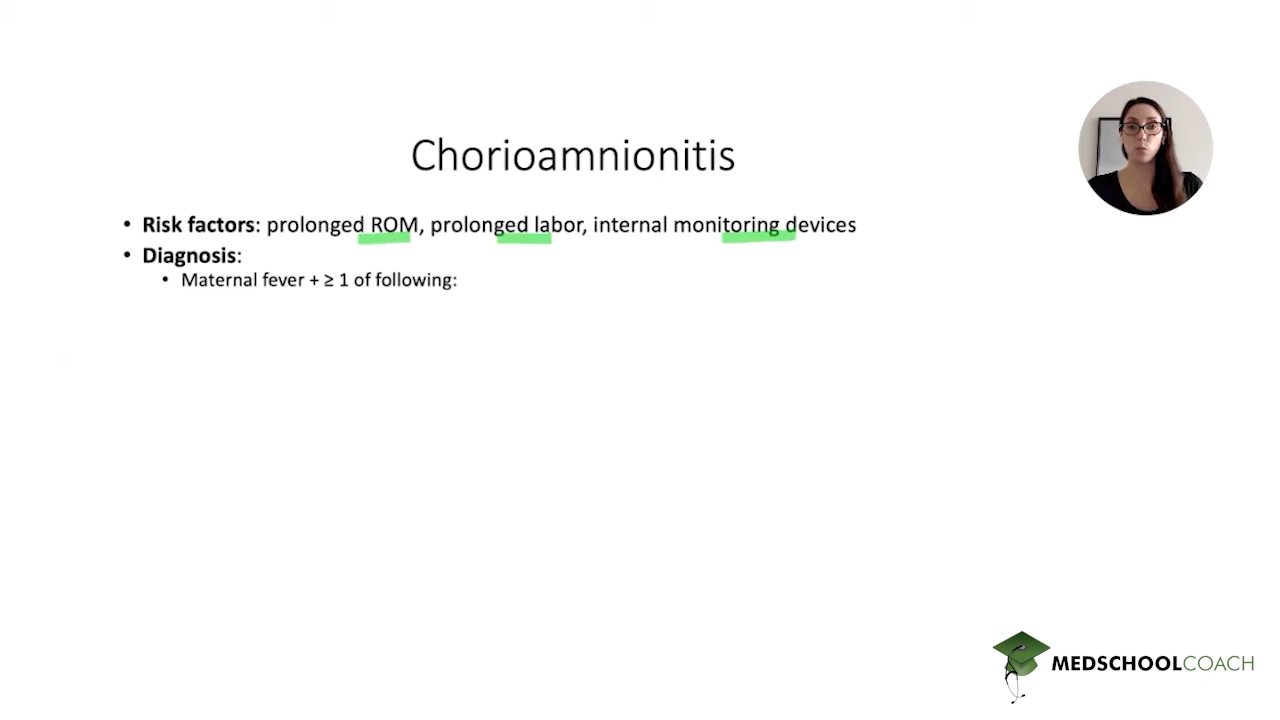 Chorioamnionitis
• Risk factors: prolonged ROM, prolonged labor, internal monitoring devices
• Diagnosis:
• Maternal fever + ≥ 1 of following:
MEDSCHOOLCOACH